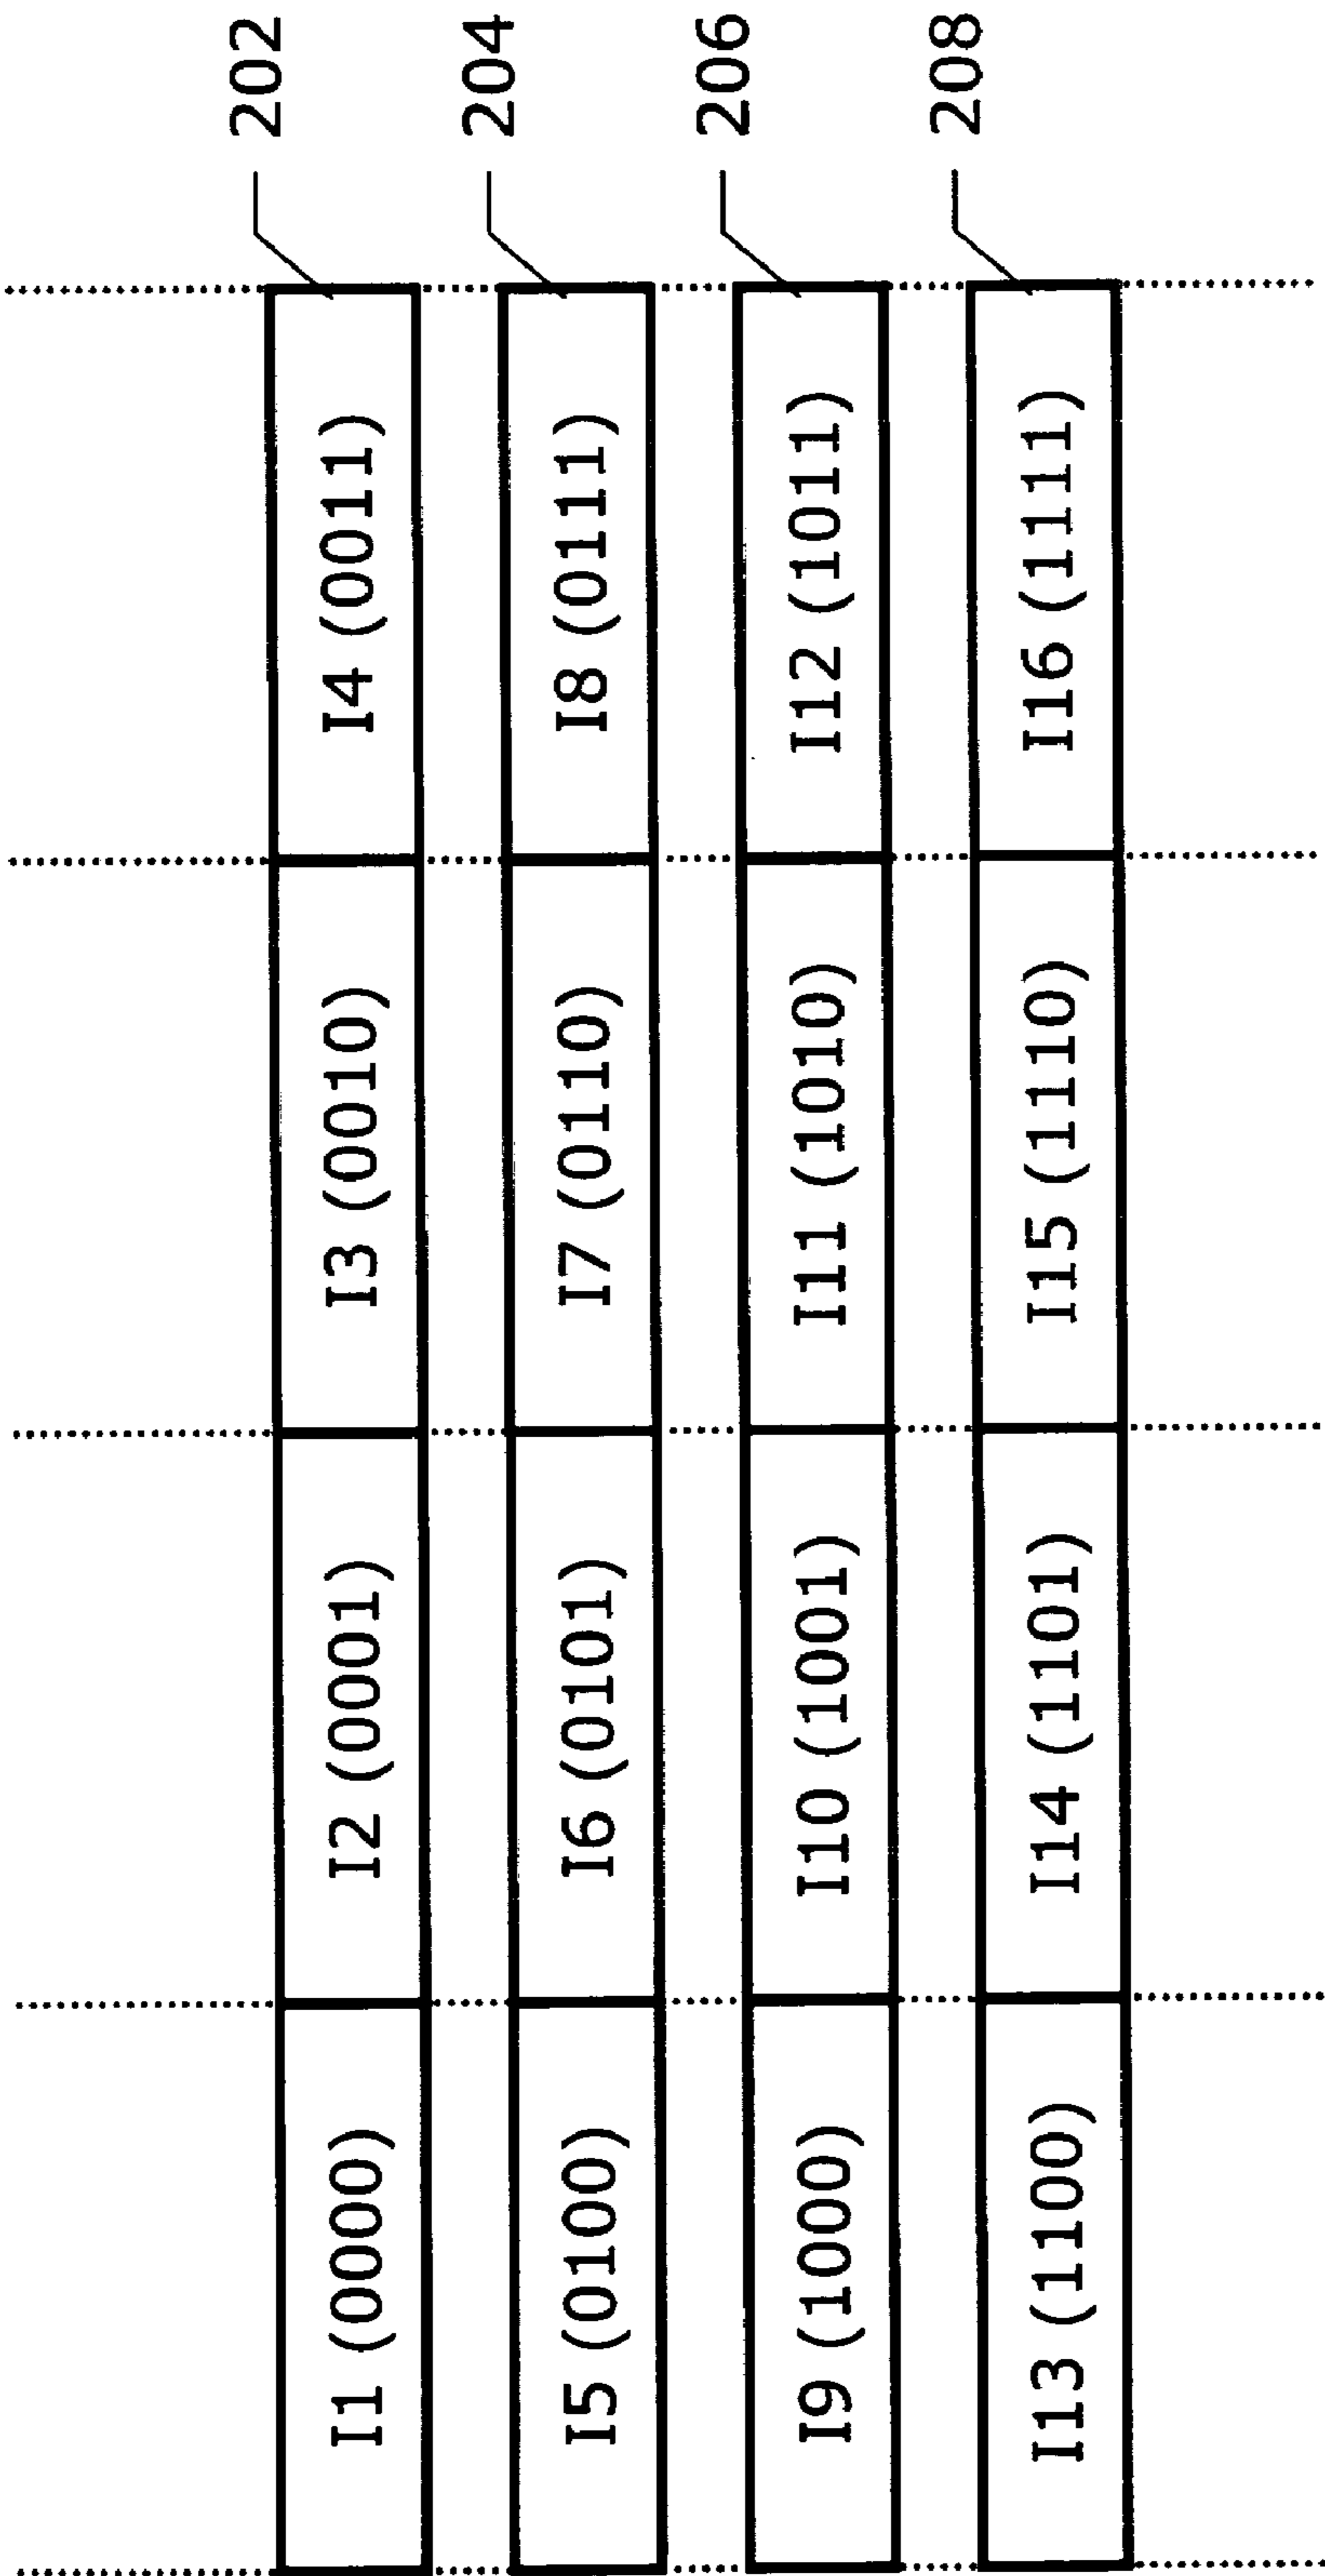 I1 (0000) I2 (0001) I3 (0010) I4 (0011) 202
I5 (0100) I6 (0101) I7 (0110) I8 (0111) 204
I9 (1000) I10 (1001) I11 (1010) I12 (1011) 206
I13 (1100) I14 (1101) I15 (1110) I16 (1111) 208